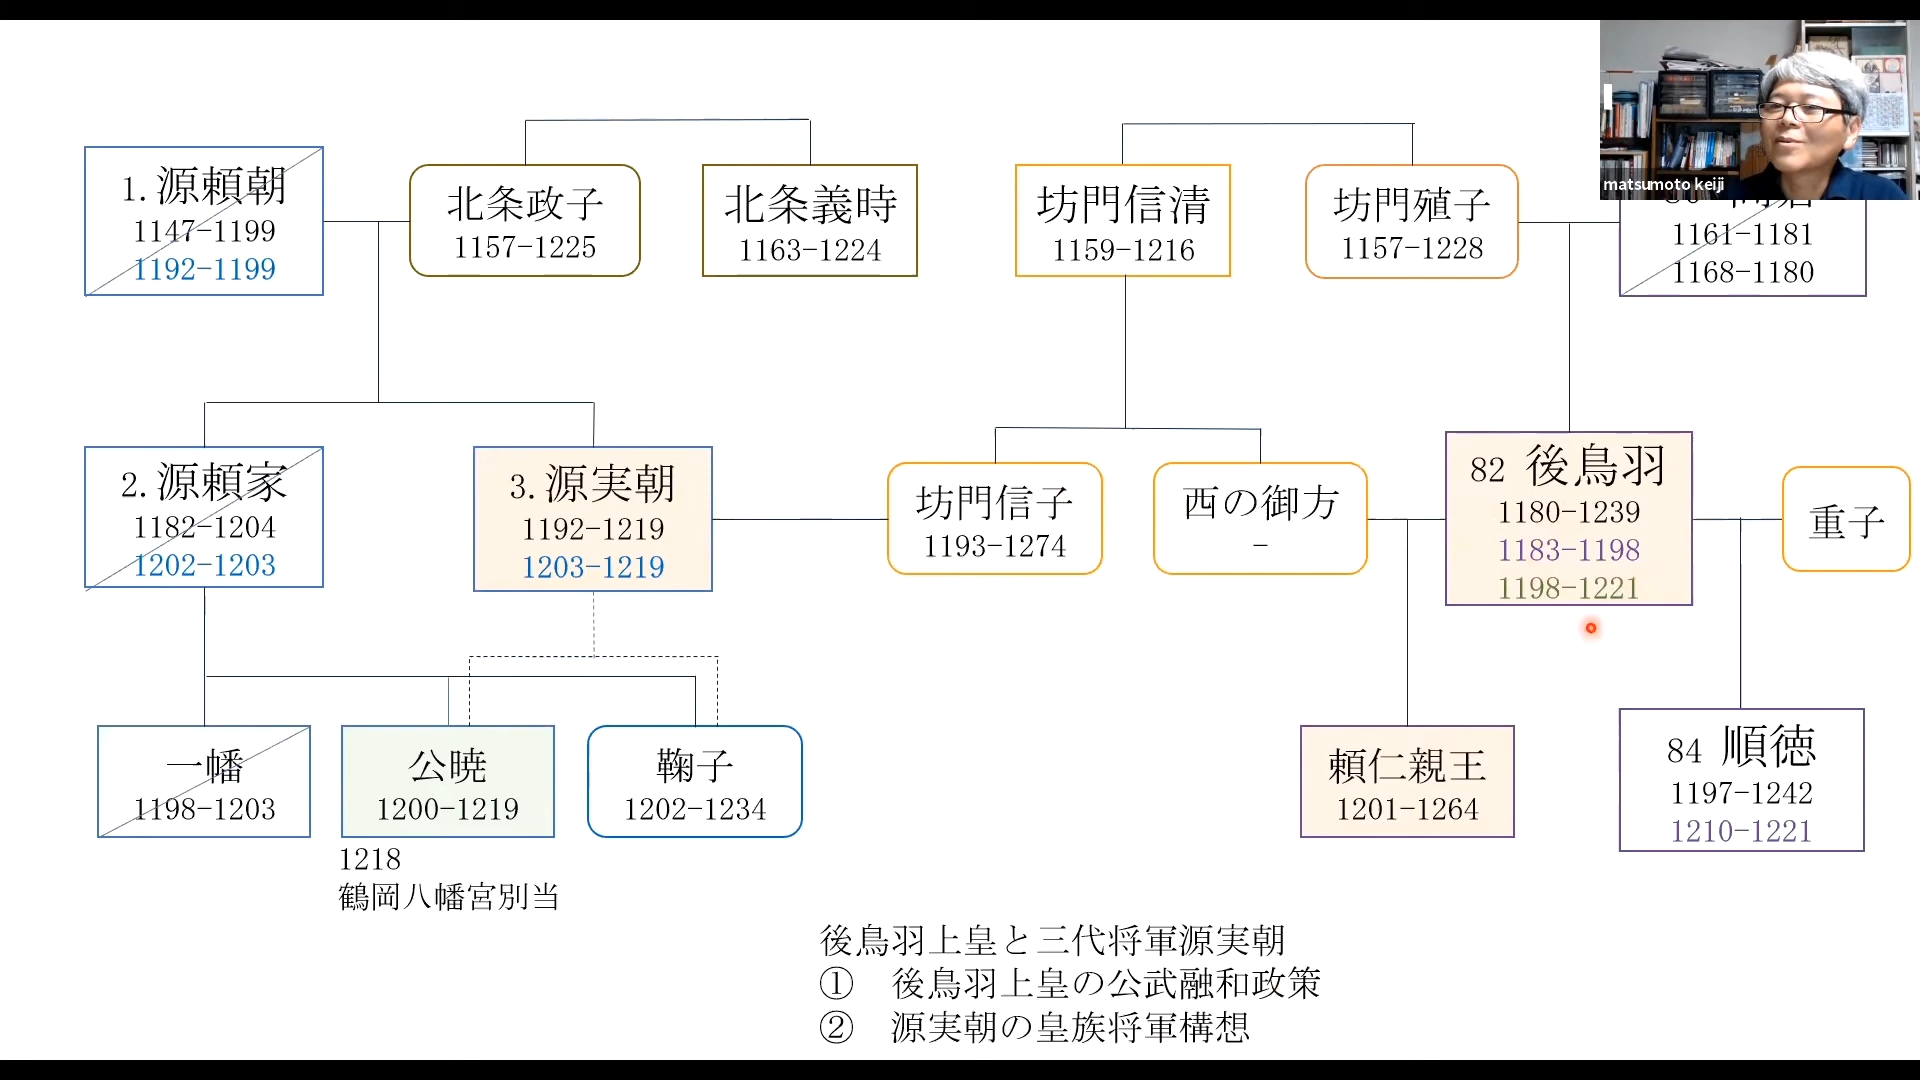 matsumoto keiji
1. 源頼朝
1147-1199
1192-1199
北条政子
1157-1225
北条義時
1163-1224
坊門信清
1159-1216
坊門殖子
1157-1228
1161-1181
1168-1180
2. 源頼家
1182-1204
1202-1203
3. 源実朝
1192-1219
1203-1219
坊門信子
1193-1274
西の御方
-
82 後鳥羽
1180-1239
1183-1198
1198-1221
重子
一幡
1198-1203
公暁
1200-1219
鞠子
1202-1234
頼仁親王
1201-1264
84 順徳
1197-1242
1210-1221
1218
鶴岡八幡宮別当
後鳥羽上皇と三代将軍源実朝
① 後鳥羽上皇の公武融和政策
② 源実朝の皇族将軍構想